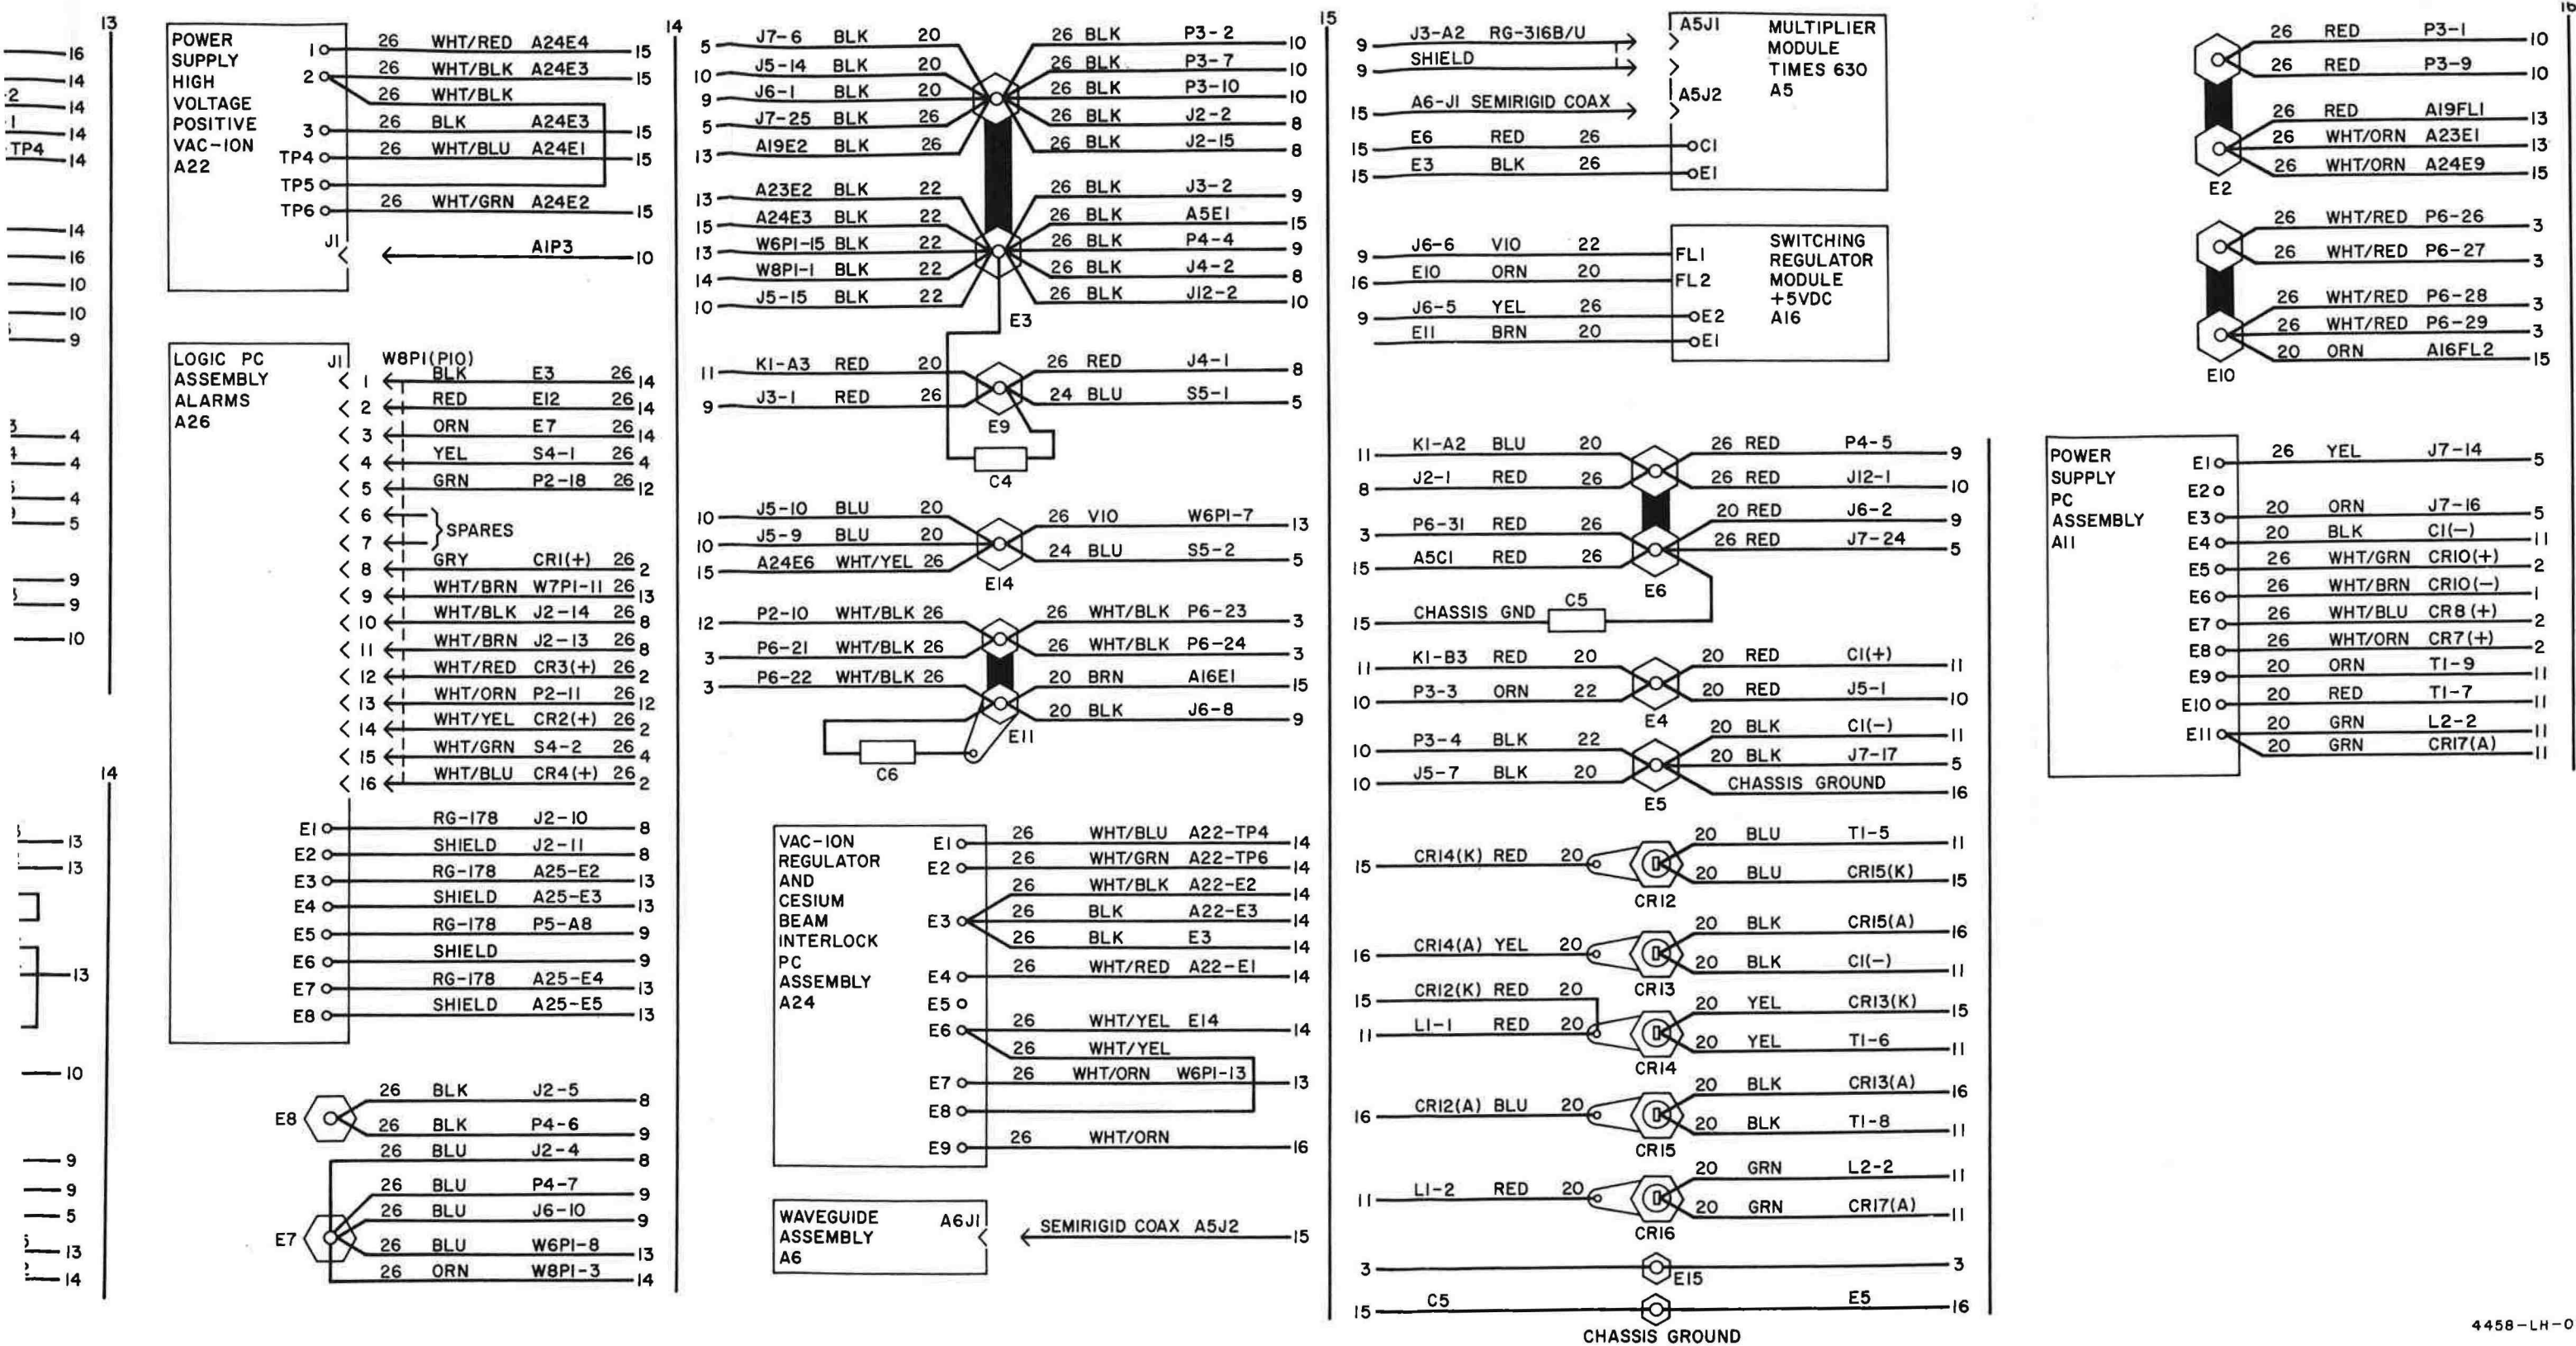 13
16
14
-2
14
-1
14
TP4
14
14
16
10
10
9
4
4
4
5
9
9
10
14
13
13
13
10
9
9
5
13
14
POWER
SUPPLY
HIGH
VOLTAGE
POSITIVE
VAC-ION
A22
1 26 WHT/RED A24E4 15
2 26 WHT/BLK A24E3 15
26 WHT/BLK
3 26 BLK A24E3 15
TP4 26 WHT/BLU A24E1 15
TP5
TP6 26 WHT/GRN A24E2 15
J1 A1P3 10
LOGIC PC
ASSEMBLY
ALARMS
A26
J1 W8P1(P10)
1 BLK E3 26 14
2 RED E12 26 14
3 ORN E7 26 14
4 YEL S4-1 26 4
5 GRN P2-18 26 12
6
SPARES
7
8 GRY CR1(+) 26 2
9 WHT/BRN W7P1-11 26 13
10 WHT/BLK J2-14 26 8
11 WHT/BRN J2-13 26 8
12 WHT/RED CR3(+) 26 2
13 WHT/ORN P2-11 26 12
14 WHT/YEL CR2(+) 26 2
15 WHT/GRN S4-2 26 4
16 WHT/BLU CR4(+) 26 2
E1 RG-178 J2-10 8
E2 SHIELD J2-11 8
E3 RG-178 A25-E2 13
E4 SHIELD A25-E3 13
E5 RG-178 P5-A8 9
E6 SHIELD 9
E7 RG-178 A25-E4 13
E8 SHIELD A25-E5 13
E8
26 BLK J2-5 8
26 BLK P4-6 9
E7
26 BLU J2-4 8
26 BLU P4-7 9
26 BLU J6-10 9
26 BLU W6P1-8 13
26 ORN W8P1-3 14
14
5 J7-6 BLK 20 26 BLK P3-2 10
10 J5-14 BLK 20 26 BLK P3-7 10
9 J6-1 BLK 20 26 BLK P3-10 10
5 J7-25 BLK 26 26 BLK J2-2 8
13 A19E2 BLK 26 26 BLK J2-15 8
13 A23E2 BLK 22 26 BLK J3-2 9
15 A24E3 BLK 22 26 BLK A5E1 15
13 W6P1-15 BLK 22 26 BLK P4-4 9
14 W8P1-1 BLK 22 26 BLK J4-2 8
10 J5-15 BLK 22 26 BLK J12-2 10
E3
11 K1-A3 RED 20 26 RED J4-1 8
9 J3-1 RED 26 24 BLU S5-1 5
E9
C4
10 J5-10 BLU 20 26 VIO W6P1-7 13
10 J5-9 BLU 20 24 BLU S5-2 5
15 A24E6 WHT/YEL 26
E14
12 P2-10 WHT/BLK 26 26 WHT/BLK P6-23 3
3 P6-21 WHT/BLK 26 26 WHT/BLK P6-24 3
3 P6-22 WHT/BLK 26 20 BRN A16E1 15
20 BLK J6-8 9
E11
C6
VAC-ION
REGULATOR
AND
CESIUM
BEAM
INTERLOCK
PC
ASSEMBLY
A24
E1 26 WHT/BLU A22-TP4 14
E2 26 WHT/GRN A22-TP6 14
26 WHT/BLK A22-E2 14
E3 26 BLK A22-E3 14
26 BLK E3 14
E4 26 WHT/RED A22-E1 14
E5
E6 26 WHT/YEL E14 14
26 WHT/YEL
E7 26 WHT/ORN W6P1-13 13
E8
E9 26 WHT/ORN 16
WAVEGUIDE
ASSEMBLY
A6
A6J1 SEMIRIGID COAX A5J2 15
15
9 J3-A2 RG-316B/U A5J1
9 SHIELD
15 A6-J1 SEMIRIGID COAX A5J2
15 E6 RED 26 C1
15 E3 BLK 26 E1
MULTIPLIER
MODULE
TIMES 630
A5
9 J6-6 VIO 22 FL1
16 E10 ORN 20 FL2
9 J6-5 YEL 26 E2
E11 BRN 20 E1
SWITCHING
REGULATOR
MODULE
+5VDC
A16
11 K1-A2 BLU 20 26 RED P4-5 9
8 J2-1 RED 26 26 RED J12-1 10
3 P6-31 RED 26 20 RED J6-2 9
15 A5C1 RED 26 26 RED J7-24 5
E6
15 CHASSIS GND C5
11 K1-B3 RED 20 20 RED C1(+) 11
10 P3-3 ORN 22 20 RED J5-1 10
E4
20 BLK C1(-) 11
10 P3-4 BLK 22 20 BLK J7-17 5
10 J5-7 BLK 20 CHASSIS GROUND 16
E5
20 BLU T1-5 11
15 CR14(K) RED 20
20 BLU CR15(K) 15
CR12
20 BLK CR15(A) 16
16 CR14(A) YEL 20
20 BLK C1(-) 11
CR13
15 CR12(K) RED 20 20 YEL CR13(K) 15
11 L1-1 RED 20 20 YEL T1-6 11
CR14
20 BLK CR13(A) 16
16 CR12(A) BLU 20
20 BLK T1-8 11
CR15
20 GRN L2-2 11
11 L1-2 RED 20
20 GRN CR17(A) 11
CR16
3 E15 3
15 C5 E5 16
CHASSIS GROUND
16
26 RED P3-1 10
26 RED P3-9 10
26 RED A19FL1 13
26 WHT/ORN A23E1 13
26 WHT/ORN A24E9 15
E2
26 WHT/RED P6-26 3
26 WHT/RED P6-27 3
26 WHT/RED P6-28 3
26 WHT/RED P6-29 3
20 ORN A16FL2 15
E10
POWER
SUPPLY
PC
ASSEMBLY
A11
E1 26 YEL J7-14 5
E2
E3 20 ORN J7-16 5
E4 20 BLK C1(-) 11
E5 26 WHT/GRN CR10(+) 2
E6 26 WHT/BRN CR10(-) 1
E7 26 WHT/BLU CR8(+) 2
E8 26 WHT/ORN CR7(+) 2
E9 20 ORN T1-9 11
E10 20 RED T1-7 11
E11 20 GRN L2-2 11
20 GRN CR17(A) 11
4458-LH-0